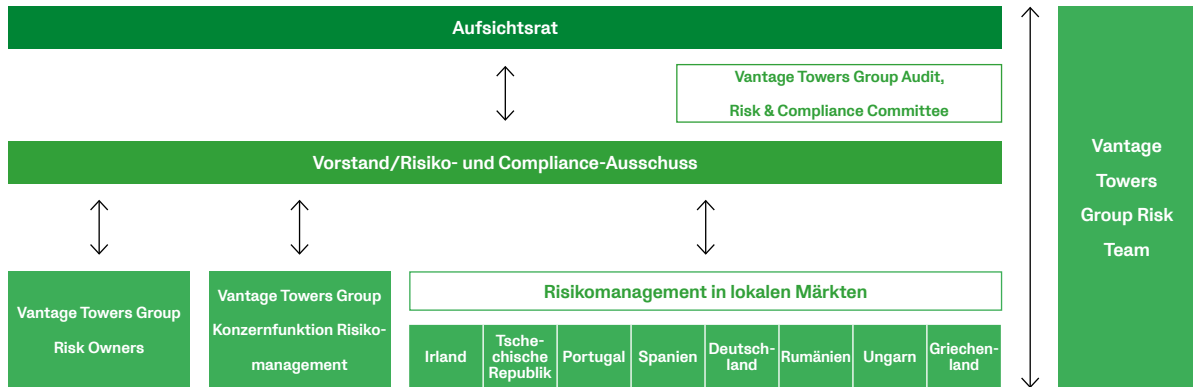 Aufsichtsrat
Vantage Towers Group Audit,
Risk & Compliance Committee
Vorstand/Risiko- und Compliance-Ausschuss
Vantage Towers Group
Risk Owners
Vantage Towers Group
Konzernfunktion Risiko-
management
Risikomanagement in lokalen Märkten
Irland
Tsche-
chische
Republik
Portugal
Spanien
Deutsch-
land
Rumänien
Ungarn
Griechen-
land
Vantage
Towers
Group Risk
Team